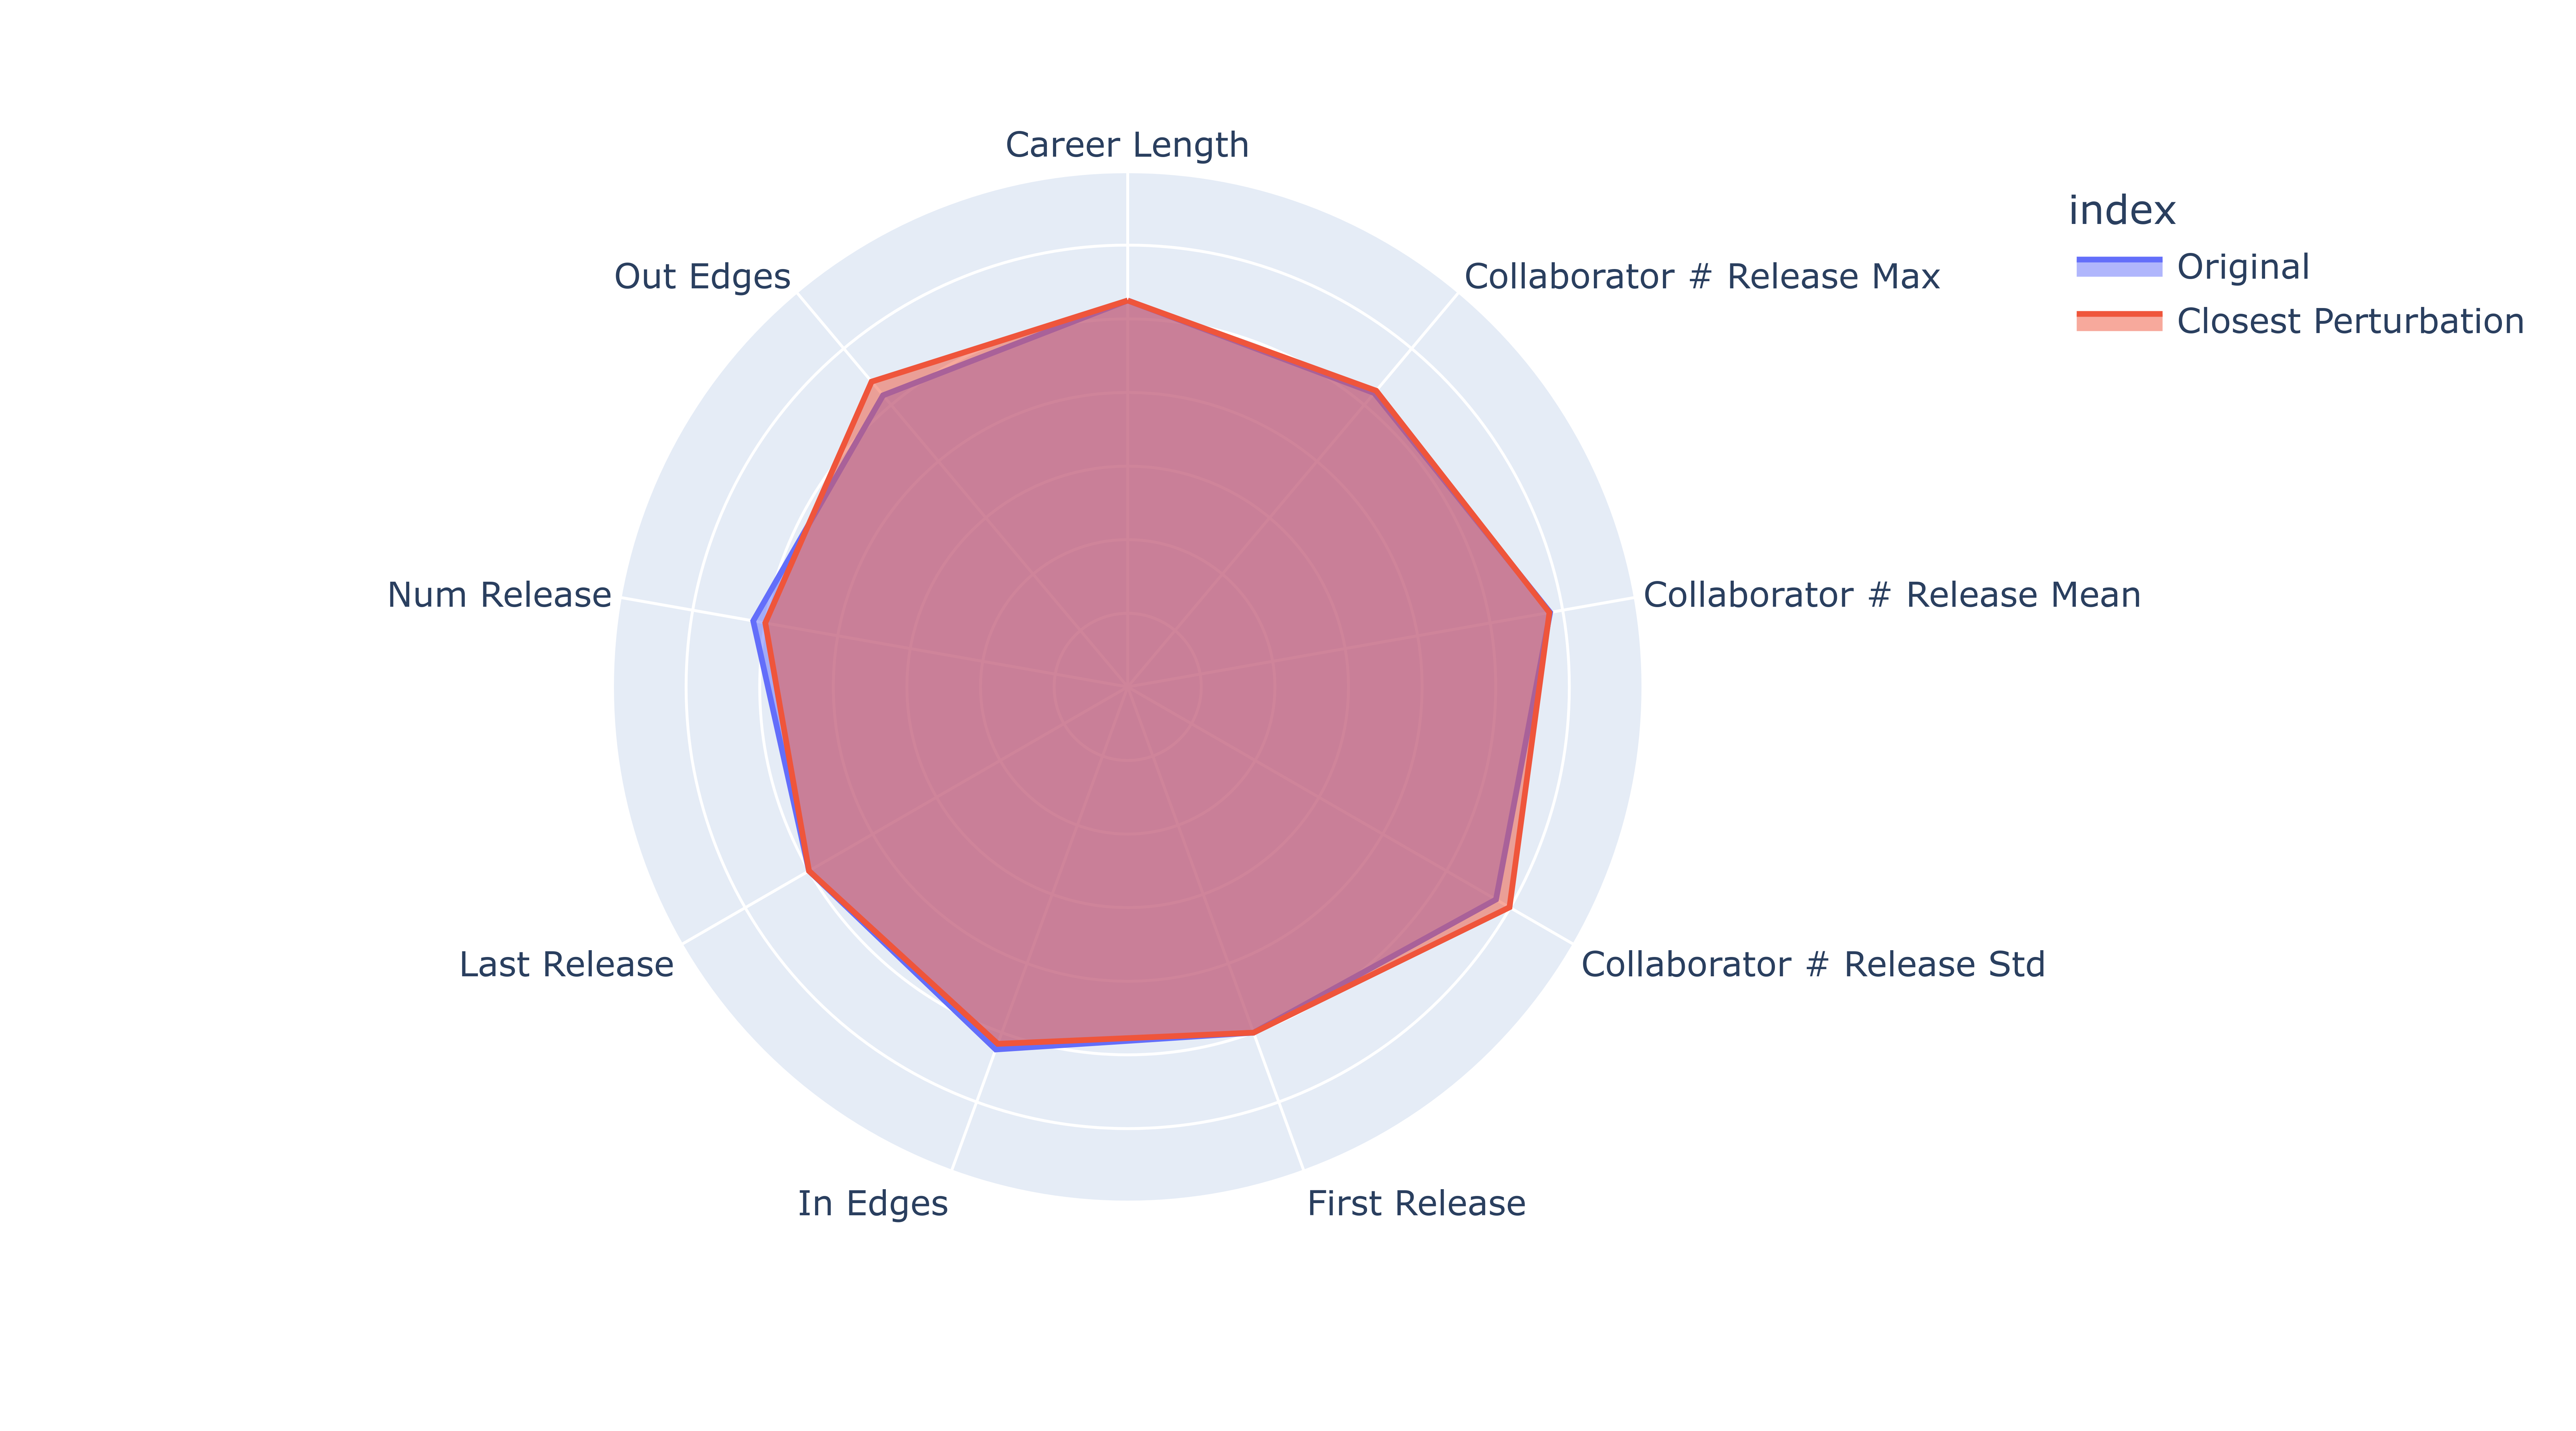 Career Length
Collaborator # Release Max
Collaborator # Release Mean
Collaborator # Release Std
First Release
In Edges
Last Release
Num Release
Out Edges
index
Original
Closest Perturbation